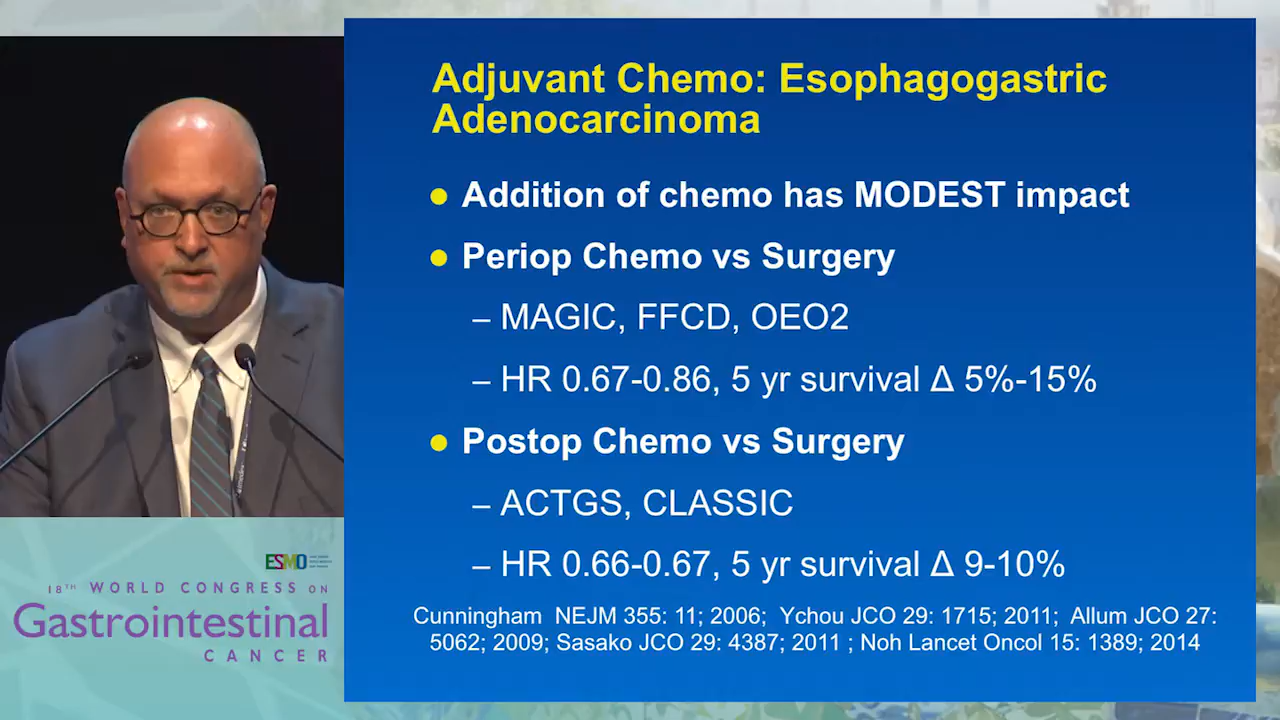 Adjuvant Chemo: Esophagogastric
Adenocarcinoma
● Addition of chemo has MODEST impact
● Periop Chemo vs Surgery
– MAGIC, FFCD, OEO2
– HR 0.67-0.86, 5 yr survival Δ 5%-15%
● Postop Chemo vs Surgery
– ACTGS, CLASSIC
– HR 0.66-0.67, 5 yr survival Δ 9-10%
Cunningham NEJM 355: 11; 2006; Ychou JCO 29: 1715; 2011; Allum JCO 27:
5062; 2009; Sasako JCO 29: 4387; 2011 ; Noh Lancet Oncol 15: 1389; 2014
ESMO
18TH WORLD CONGRESS ON
Gastrointestinal
CANCER